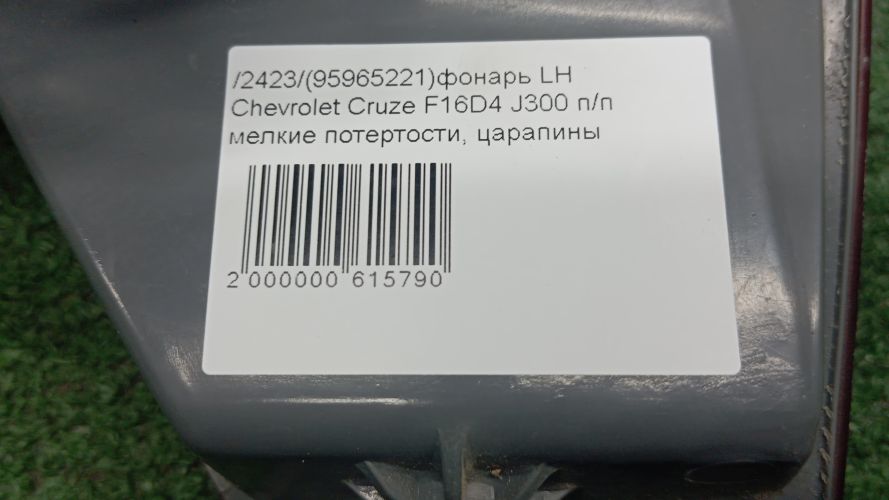 /2423/(95965221)фонарь LH
Chevrolet Cruze F16D4 J300 п/п
мелкие потертости, царапины
2 000000 615790